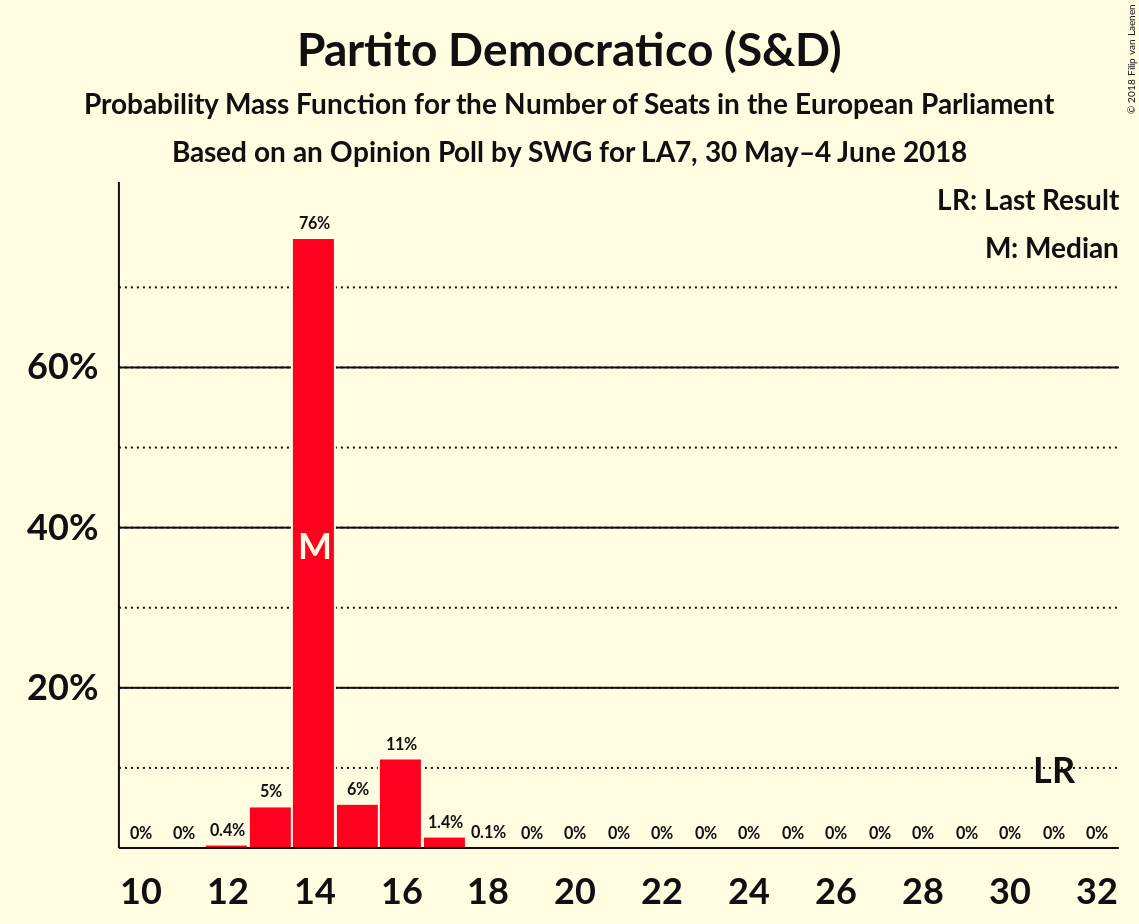 Partito Democratico (S&D)
Probability Mass Function for the Number of Seats in the European Parliament
Based on an Opinion Poll by SWG for LA7, 30 May–4 June 2018
© 2018 Filip van Laenen
LR: Last Result
M: Median
76%
60%
40%
M
20%
11%
LR
5%
6%
0% 0% 0.4% 1.4% 0.1% 0% 0% 0% 0% 0% 0% 0% 0% 0% 0% 0% 0% 0% 0%
10 12 14 16 18 20 22 24 26 28 30 32